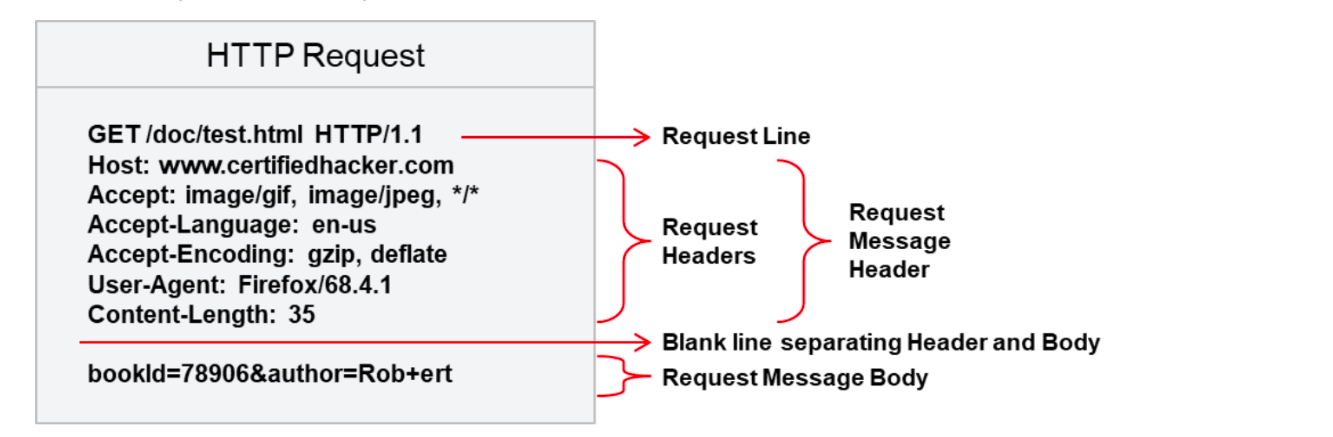 HTTP Request
GET /doc/test.html HTTP/1.1
Host: www.certifiedhacker.com
Accept: image/gif, image/jpeg, */*
Accept-Language: en-us
Accept-Encoding: gzip, deflate
User-Agent: Firefox/68.4.1
Content-Length: 35
bookId=78906&author=Rob+ert
Request Line
Request
Headers
Request
Message
Header
Blank line separating Header and Body
Request Message Body